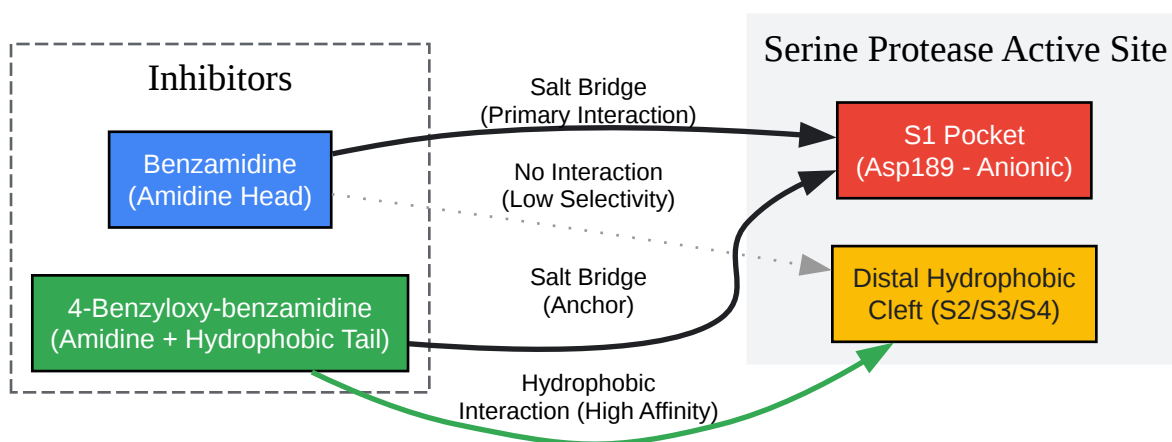 Inhibitors
Benzamidine
(Amidine Head)
4-Benzyloxy-benzamidine
(Amidine + Hydrophobic Tail)
Salt Bridge
(Primary Interaction)
No Interaction
(Low Selectivity)
Salt Bridge
(Anchor)
Hydrophobic
Interaction (High Affinity)
Serine Protease Active Site
S1 Pocket
(Asp189 - Anionic)
Distal Hydrophobic
Cleft (S2/S3/S4)